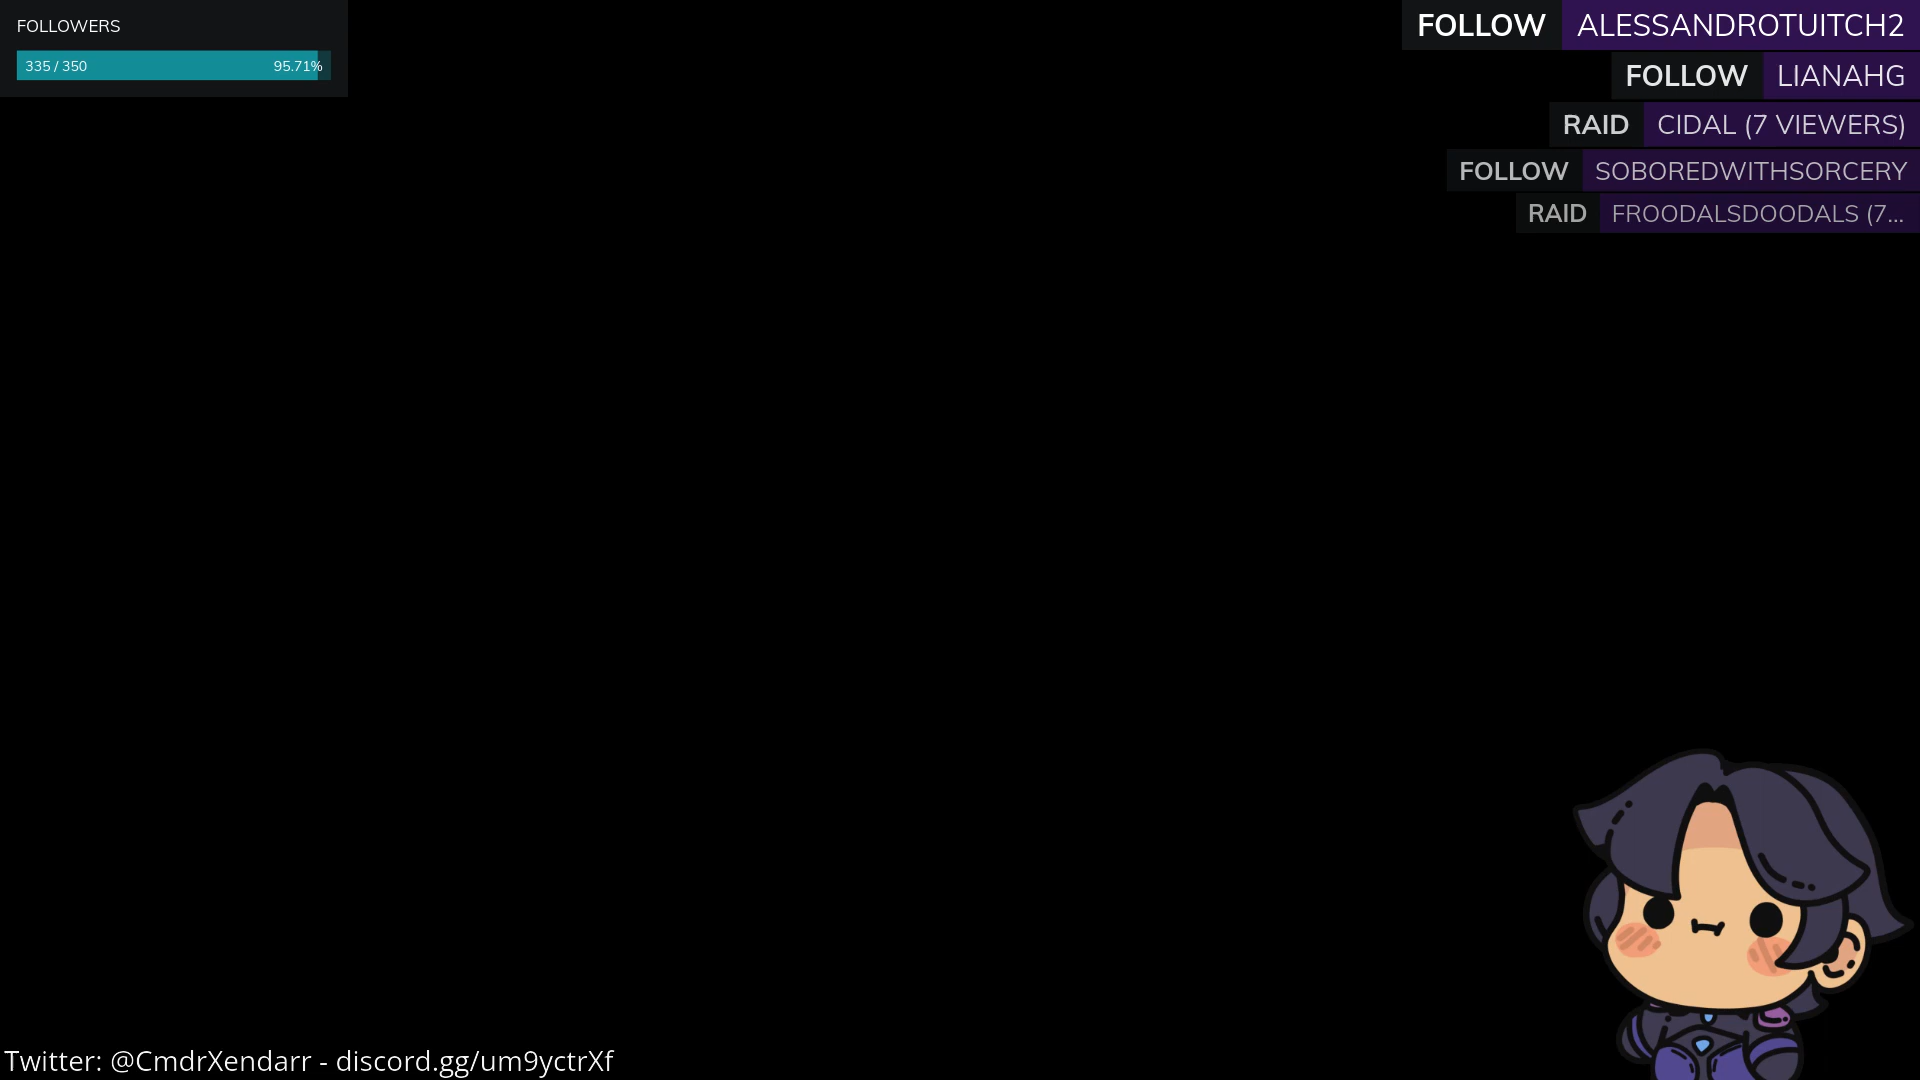 FOLLOWERS
335 / 350 95.71%
FOLLOW ALESSANDROTUITCH2
FOLLOW LIANAHG
RAID CIDAL (7 VIEWERS)
FOLLOW SOBOREDWITHSORCERY
RAID FROODALSDOODALS (7...
Twitter: @CmdrXendarr - discord.gg/um9yctrXf